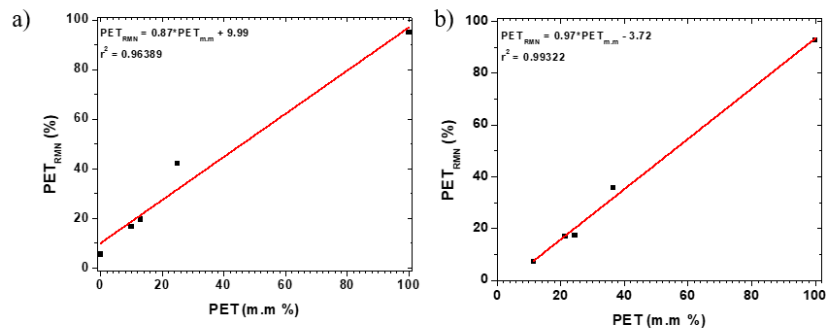 a)
PET_RMN = 0.87*PET_m.m + 9.99
r² = 0.96389
100
80
60
40
20
0
PET_RMN (%)
0 20 40 60 80 100
PET (m.m %)
b)
PET_RMN = 0.97*PET_m.m - 3.72
r² = 0.99322
100
80
60
40
20
0
PET_RMN (%)
0 20 40 60 80 100
PET (m.m %)